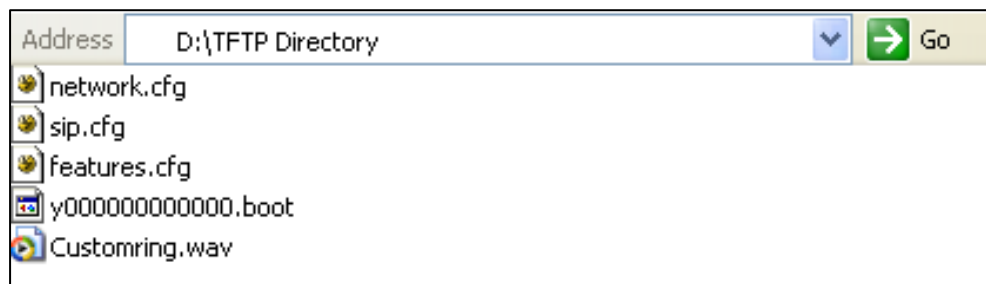 Address D:\TFTP Directory Go
network.cfg
sip.cfg
features.cfg
y000000000000.boot
Customring.wav